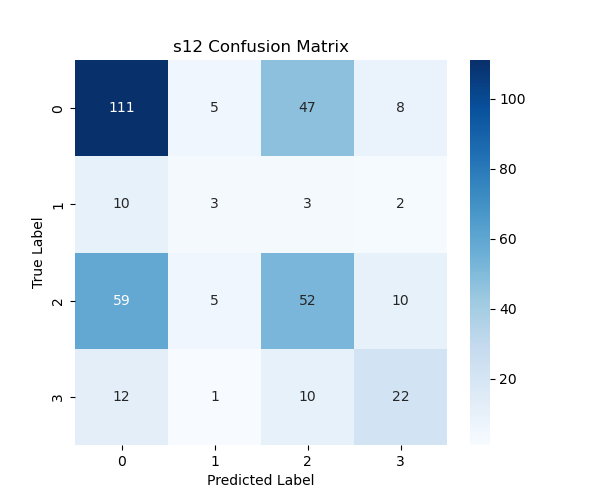 s12 Confusion Matrix
True Label
0 111 5 47 8
1 10 3 3 2
2 59 5 52 10
3 12 1 10 22
0 1 2 3
Predicted Label
100
80
60
40
20